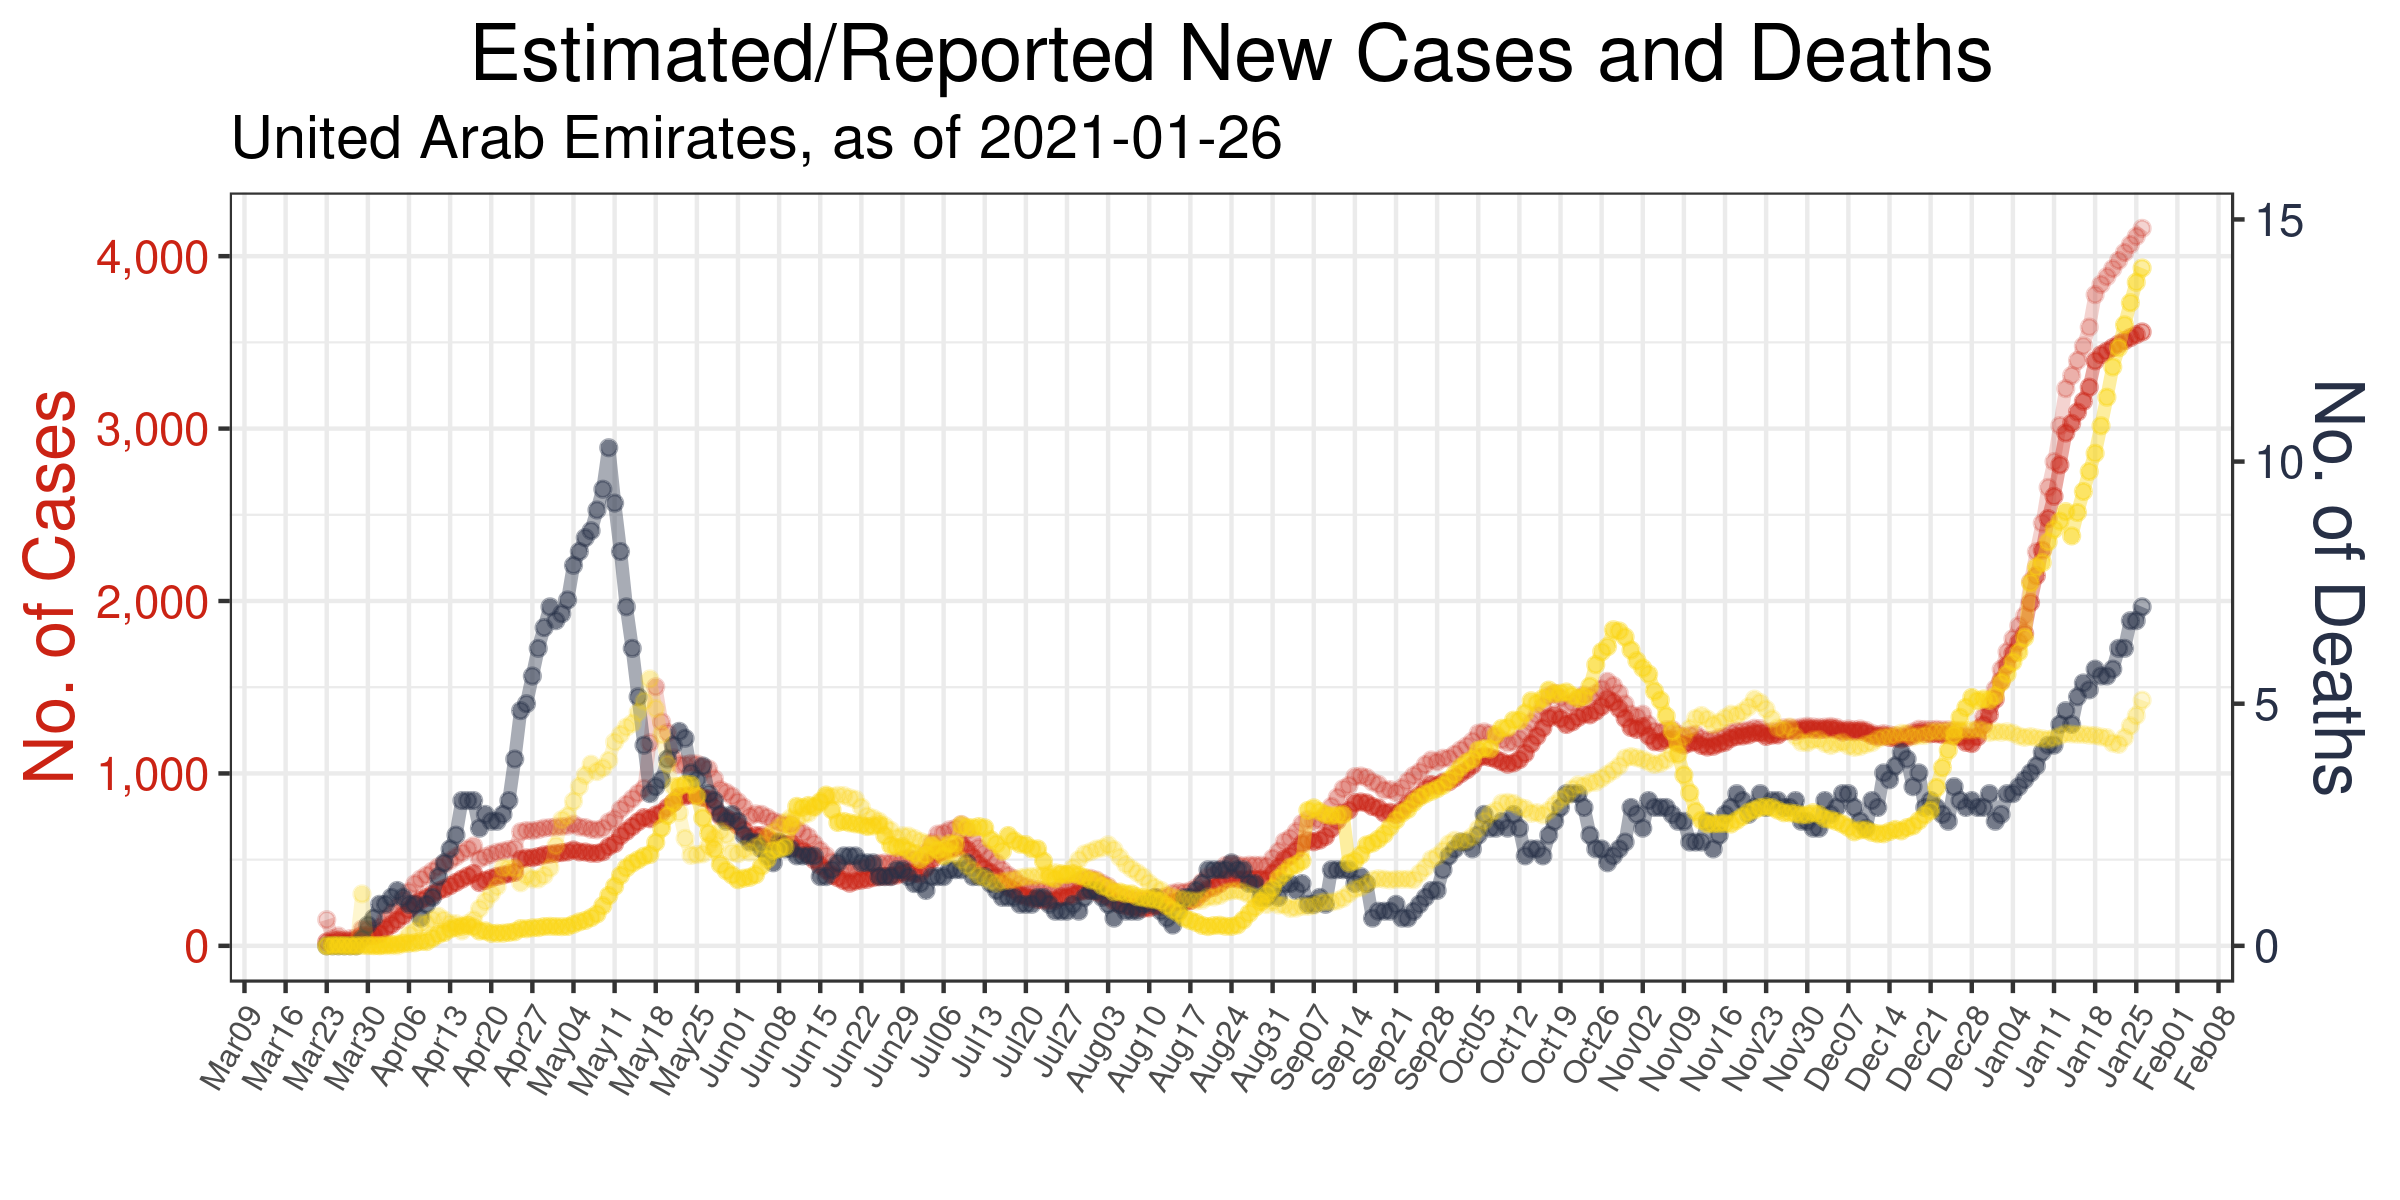 Estimated/Reported New Cases and Deaths
United Arab Emirates, as of 2021-01-26
No. of Cases
4,000
3,000
2,000
1,000
0
15
10
5
0
No. of Deaths
Mar09
Mar16
Mar23
Mar30
Apr06
Apr13
Apr20
Apr27
May04
May11
May18
May25
Jun01
Jun08
Jun15
Jun22
Jun29
Jul06
Jul13
Jul20
Jul27
Aug03
Aug10
Aug17
Aug24
Aug31
Sep07
Sep14
Sep21
Sep28
Oct05
Oct12
Oct19
Oct26
Nov02
Nov09
Nov16
Nov23
Nov30
Dec07
Dec14
Dec21
Dec28
Jan04
Jan11
Jan18
Jan25
Feb01
Feb08